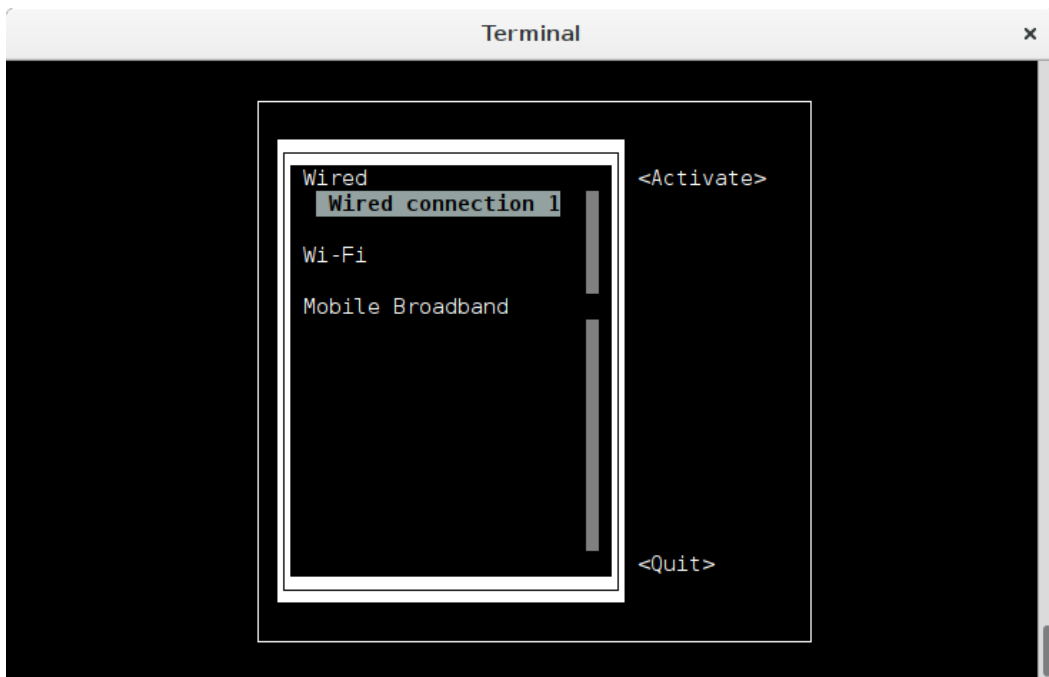 Terminal
Wired
Wired connection 1
Wi-Fi
Mobile Broadband
<Activate>
<Quit>